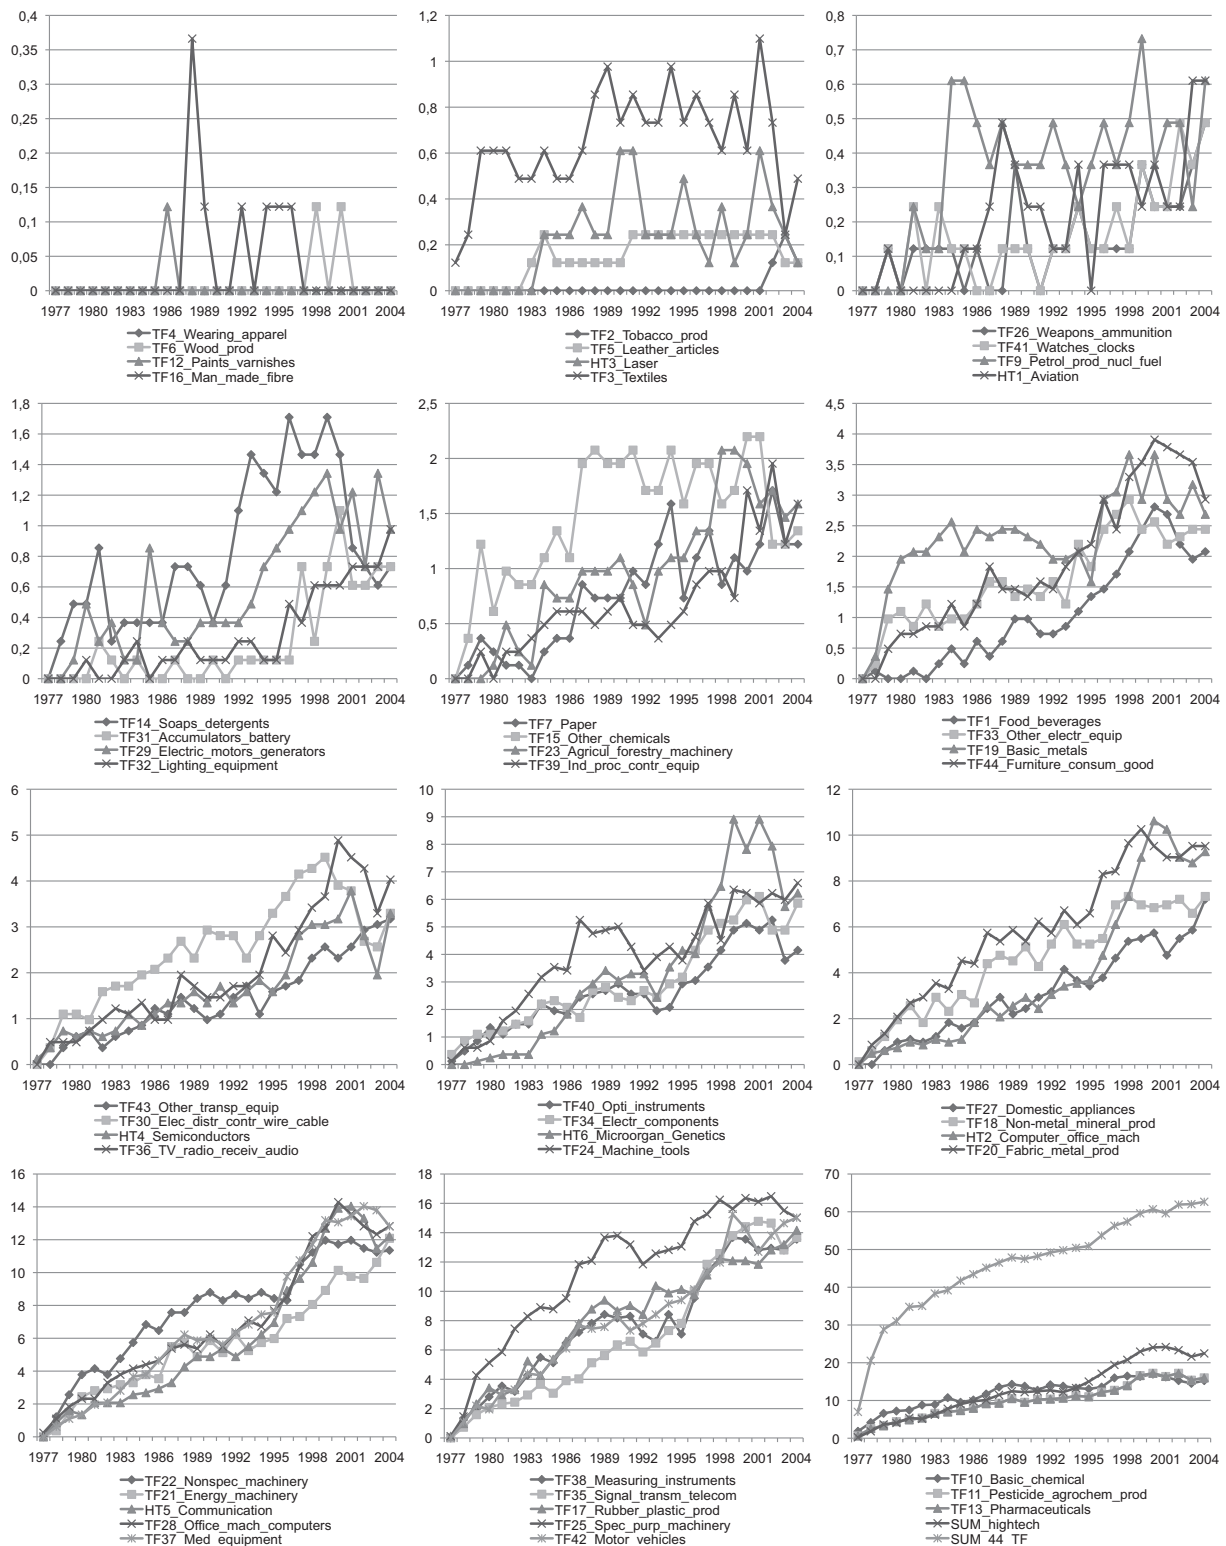 0,4
0,35
0,3
0,25
0,2
0,15
0,1
0,05
0
1977 1980 1983 1986 1989 1992 1995 1998 2001 2004
TF4_Wearing_apparel
TF6_Wood_prod
TF12_Paints_varnishes
TF16_Man_made_fibre
1,2
1
0,8
0,6
0,4
0,2
0
1977 1980 1983 1986 1989 1992 1995 1998 2001 2004
TF2_Tobacco_prod
TF5_Leather_articles
HT3_Laser
TF3_Textiles
0,8
0,7
0,6
0,5
0,4
0,3
0,2
0,1
0
1977 1980 1983 1986 1989 1992 1995 1998 2001 2004
TF26_Weapons_ammunition
TF41_Watches_clocks
TF9_Petrol_prod_nucl_fuel
HT1_Aviation
1,8
1,6
1,4
1,2
1
0,8
0,6
0,4
0,2
0
1977 1980 1983 1986 1989 1992 1995 1998 2001 2004
TF14_Soaps_detergents
TF31_Accumulators_battery
TF29_Electric_motors_generators
TF32_Lighting_equipment
2,5
2
1,5
1
0,5
0
1977 1980 1983 1986 1989 1992 1995 1998 2001 2004
TF7_Paper
TF15_Other_chemicals
TF23_Agricul_forestry_machinery
TF39_Ind_proc_contr_equip
4,5
4
3,5
3
2,5
2
1,5
1
0,5
0
1977 1980 1983 1986 1989 1992 1995 1998 2001 2004
TF1_Food_beverages
TF33_Other_electr_equip
TF19_Basic_metals
TF44_Furniture_consum_good
6
5
4
3
2
1
0
1977 1980 1983 1986 1989 1992 1995 1998 2001 2004
TF43_Other_transp_equip
TF30_Elec_distr_contr_wire_cable
HT4_Semiconductors
TF36_TV_radio_receiv_audio
10
9
8
7
6
5
4
3
2
1
0
1977 1980 1983 1986 1989 1992 1995 1998 2001 2004
TF40_Opti_instruments
TF34_Electr_components
HT6_Microorgan_Genetics
TF24_Machine_tools
12
10
8
6
4
2
0
1977 1980 1983 1986 1989 1992 1995 1998 2001 2004
TF27_Domestic_appliances
TF18_Non-metal_mineral_prod
HT2_Computer_office_mach
TF20_Fabric_metal_prod
16
14
12
10
8
6
4
2
0
1977 1980 1983 1986 1989 1992 1995 1998 2001 2004
TF22_Nonspec_machinery
TF21_Energy_machinery
HT5_Communication
TF28_Office_mach_computers
TF37_Med_equipment
18
16
14
12
10
8
6
4
2
0
1977 1980 1983 1986 1989 1992 1995 1998 2001 2004
TF38_Measuring_instruments
TF35_Signal_transm_telecom
TF17_Rubber_plastic_prod
TF25_Spec_purp_machinery
TF42_Motor_vehicles
70
60
50
40
30
20
10
0
1977 1980 1983 1986 1989 1992 1995 1998 2001 2004
TF10_Basic_chemical
TF11_Pesticide_agrochem_prod
TF13_Pharmaceuticals
SUM_hightech
SUM_44_TF